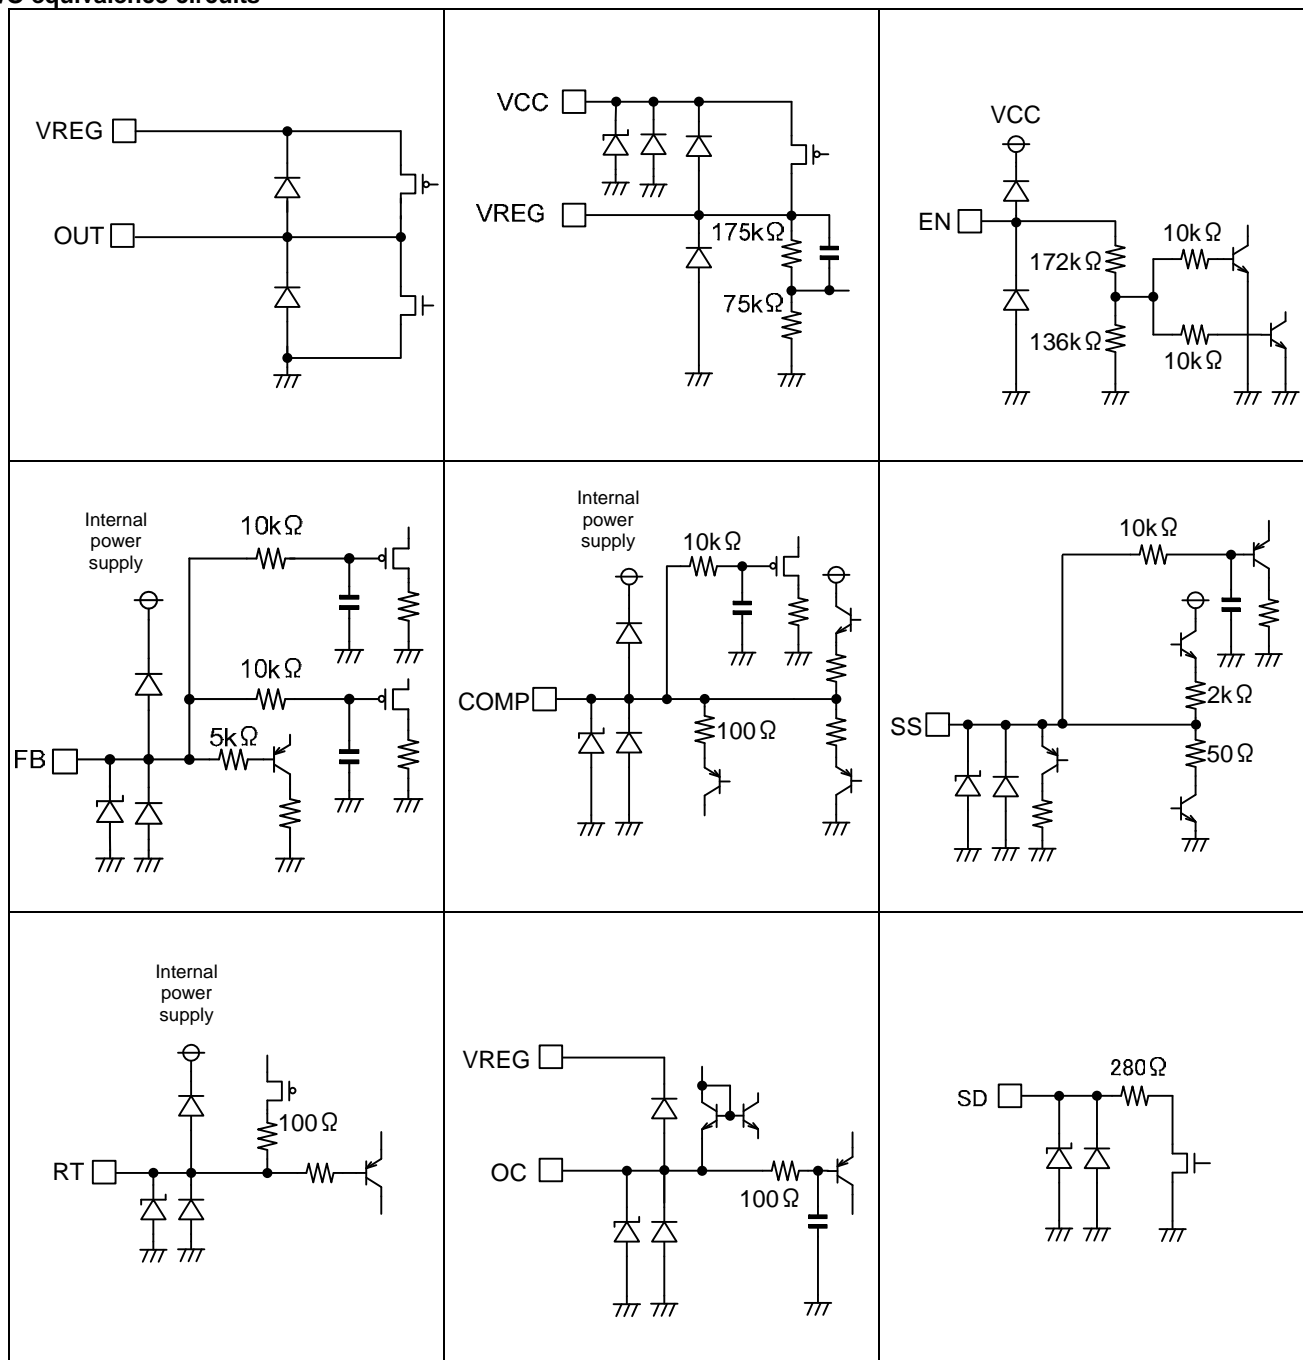 I/O equivalence circuits
VREG
OUT
VCC
VREG
175kΩ
75kΩ
VCC
EN
172kΩ
136kΩ
10kΩ
10kΩ
Internal
power
supply
10kΩ
10kΩ
5kΩ
FB
Internal
power
supply
10kΩ
COMP
100Ω
10kΩ
SS
2kΩ
50Ω
Internal
power
supply
100Ω
RT
VREG
OC
100Ω
280Ω
SD